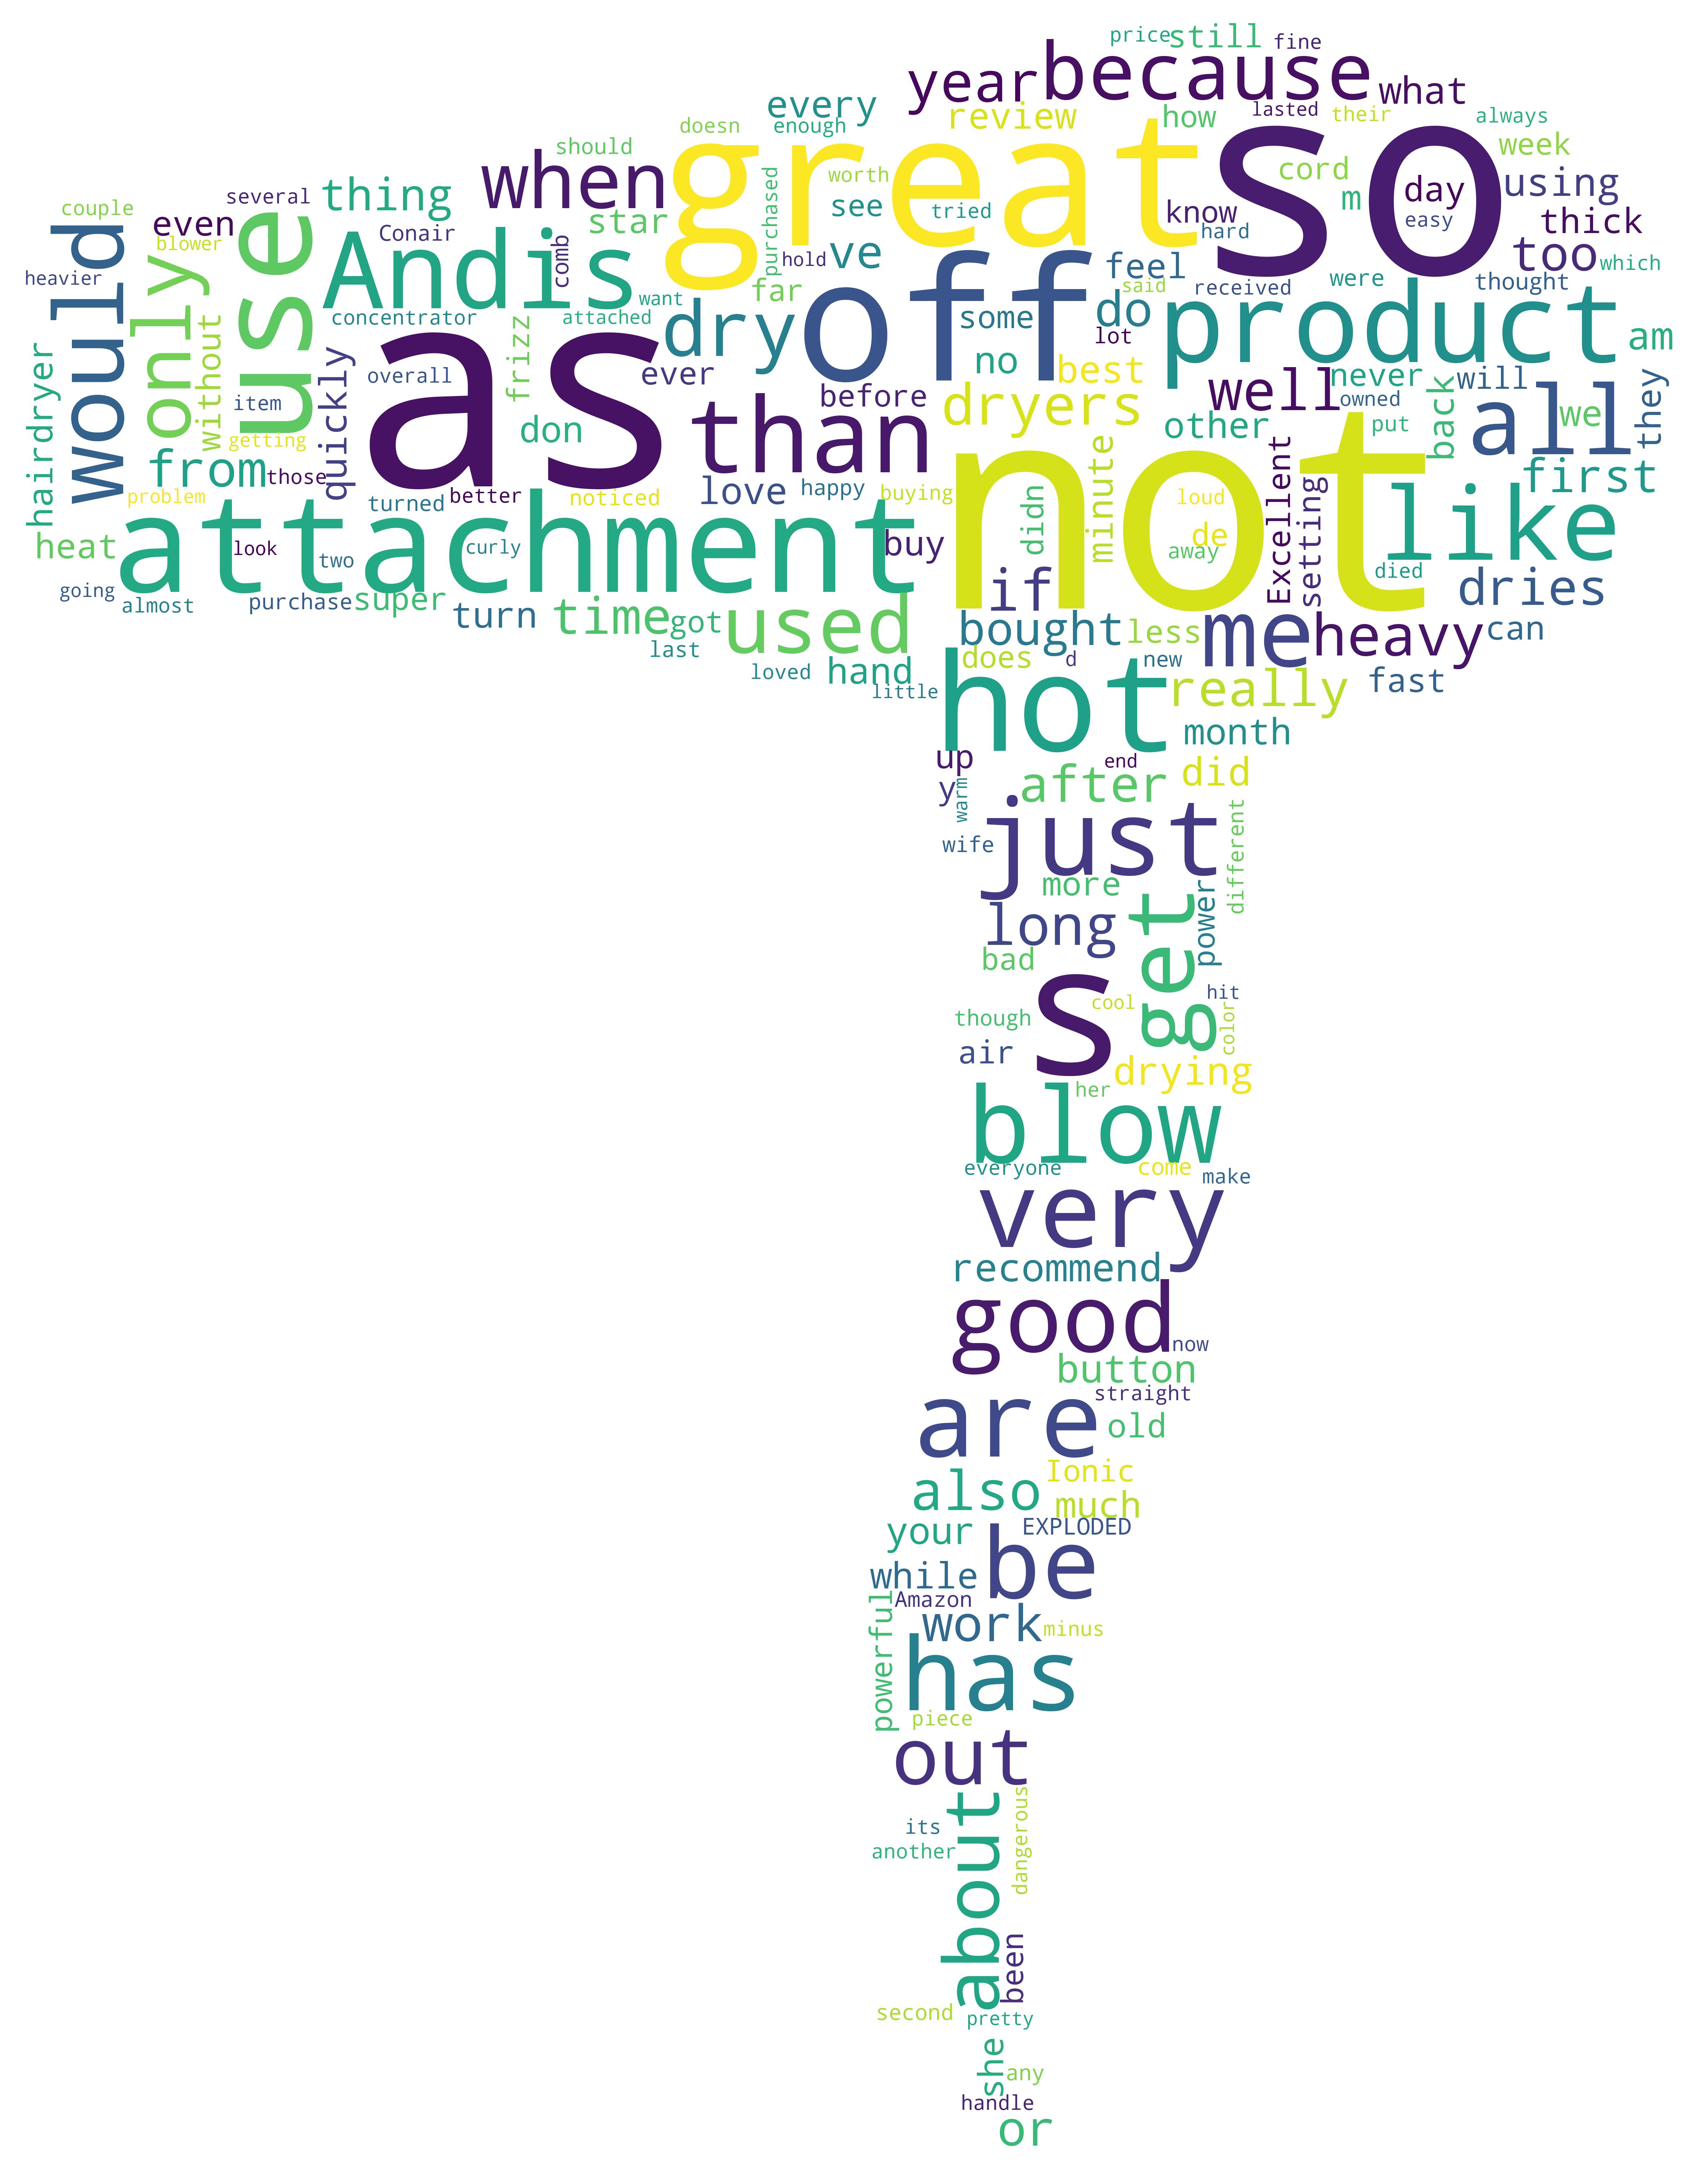 price still fine
year because what
every review how lasted their always
doesn enough
should when great so cord week
purchased worth day using
several thing star see tried know m easy thick
couple even Conair comb hold ve hard too which
would blower only use Andis want far off feel were thought
heavier said received
concentrator attached dry some do product am
hairdryer without quickly overall frizz ever no lot best never will
item as before well owned all we they
getting don than dryers other put back
from those not
problem turned better noticed love happy buying didn minute loud Excellent setting like first
heat attachment look two curly buy de away died
going almost purchase super turn time got used if dries
bought less me heavy can
last loved hand little does d new really fast
hot month
up end
y warm after did
wife just different
more
long get power
bad
s cool hit
though color
air drying
her
blow
everyone come make
very
recommend
good now
button
straight
are old
Ionic
also much
your EXPLODED
while be
Amazon
powerful work minus
has
piece
out
about dangerous
its
another
been
second pretty
she any
handle
or